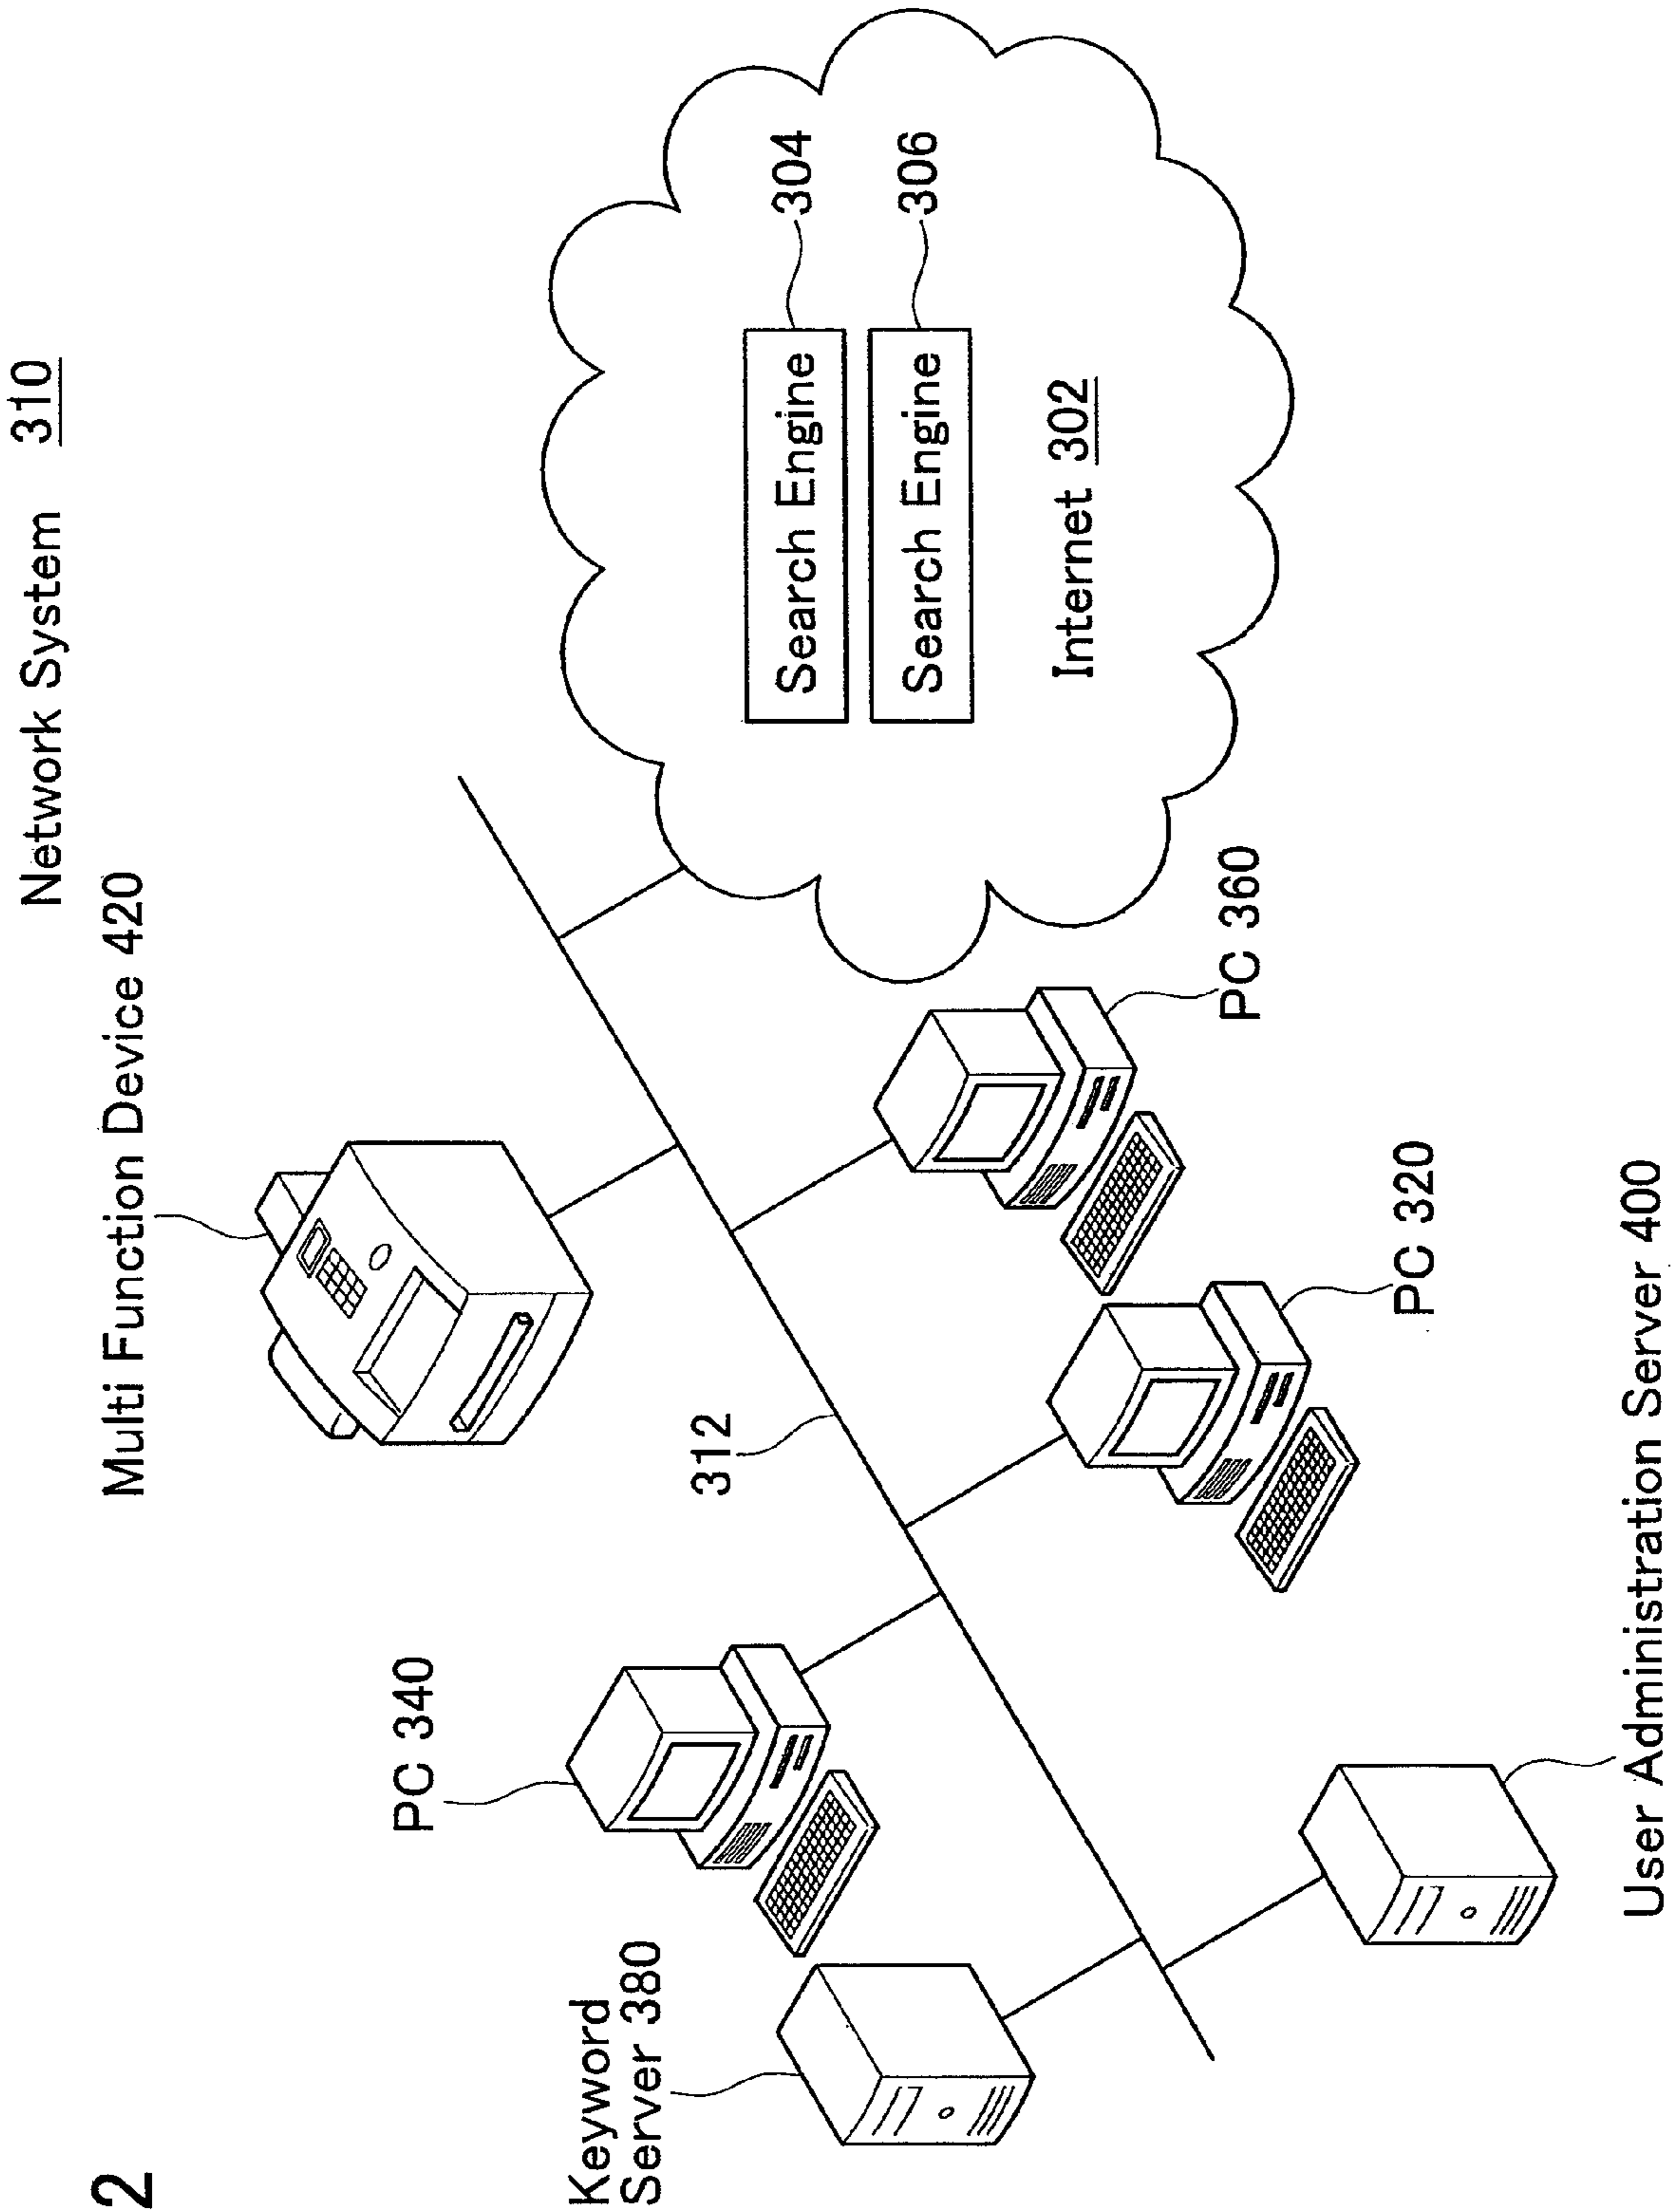 2
Network System 310
Multi Function Device 420
PC 340
Keyword
Server 380
312
304
Search Engine
306
Search Engine
Internet 302
PC 360
PC 320
User Administration Server 400